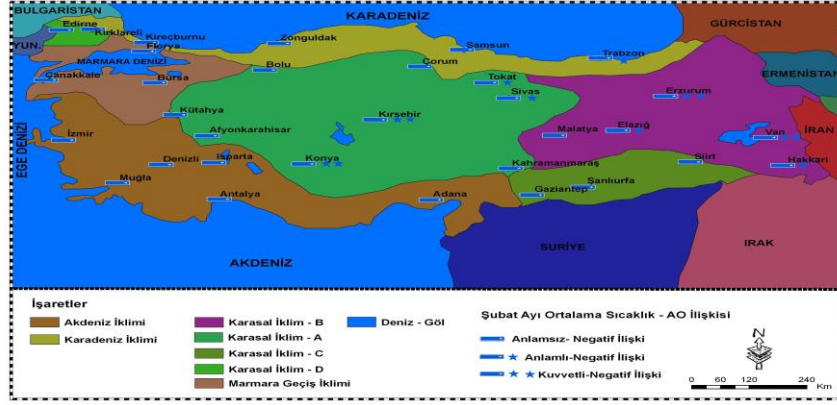 BULGARİSTAN
KARADENİZ
GÜRCİSTAN
Edirne
Kırklareli
Kireçburnu
Florya
YUN.
Zonguldak
Samsun
Trabzon
MARMARA DENİZİ
Bolu
Çorum
ERMENİSTAN
Çanakkale
Bursa
Tokat
Sivas
Erzurum
Kütahya
Kırşehir
Afyonkarahisar
İzmir
Malatya
Elazığ
Van
İRAN
EGE DENİZİ
Denizli
Isparta
Konya
Kahramanmaraş
Siirt
Hakkari
Muğla
Antalya
Adana
Gaziantep
Şanlıurfa
AKDENİZ
SURİYE
IRAK
İşaretler
Akdeniz İklimi
Karadeniz İklimi
Karasal İklim - B
Karasal İklim - A
Karasal İklim - C
Karasal İklim - D
Marmara Geçiş İklimi
Deniz - Göl
Şubat Ayı Ortalama Sıcaklık - AO İlişkisi
Anlamsız- Negatif İlişki
Anlamlı-Negatif İlişki
Kuvvetli-Negatif İlişki
N
0 60 120 240
Km